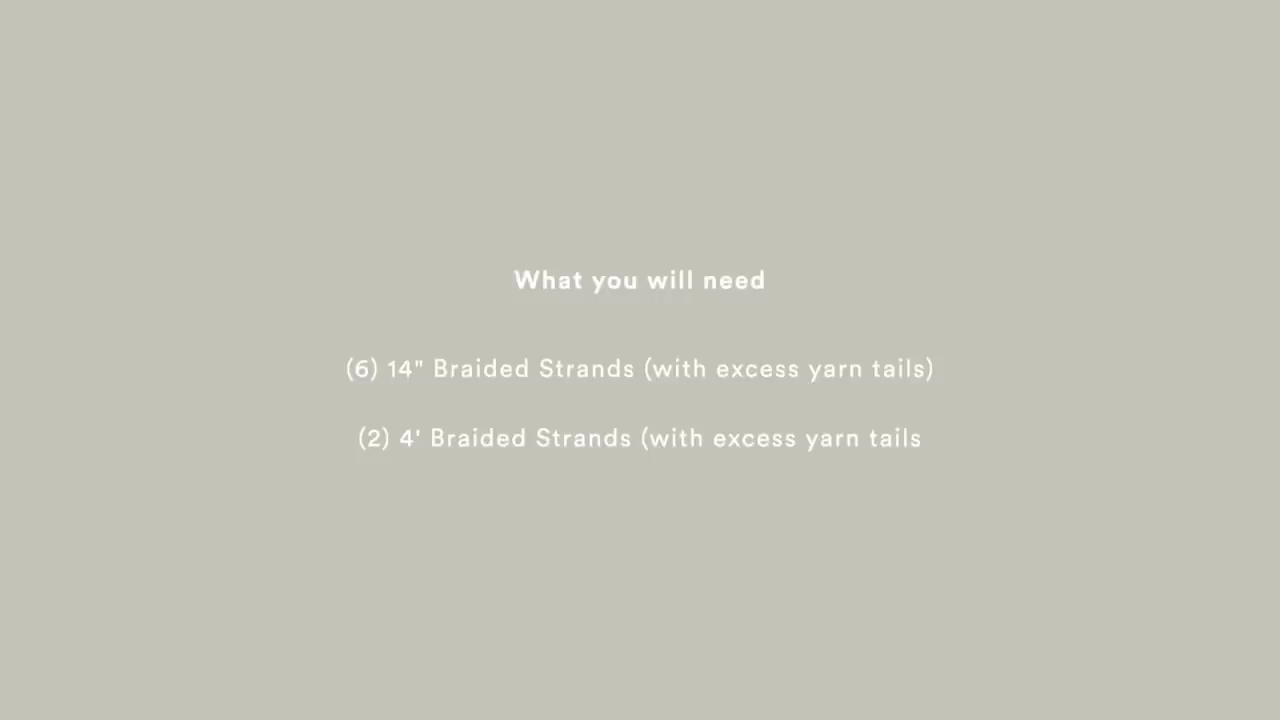 What you will need
(6) 14" Braided Strands (with excess yarn tails)
(2) 4' Braided Strands (with excess yarn tails